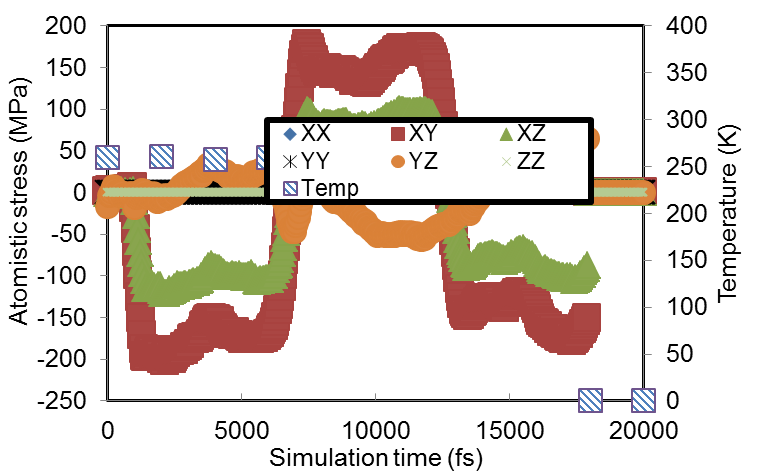 200
150
100
50
0
-50
-100
-150
-200
-250
Atomistic stress (MPa)
XX XY XZ
YY YZ ZZ
Temp
400
350
300
250
200
150
100
50
0
Temperature (K)
0 5000 10000 15000 20000
Simulation time (fs)